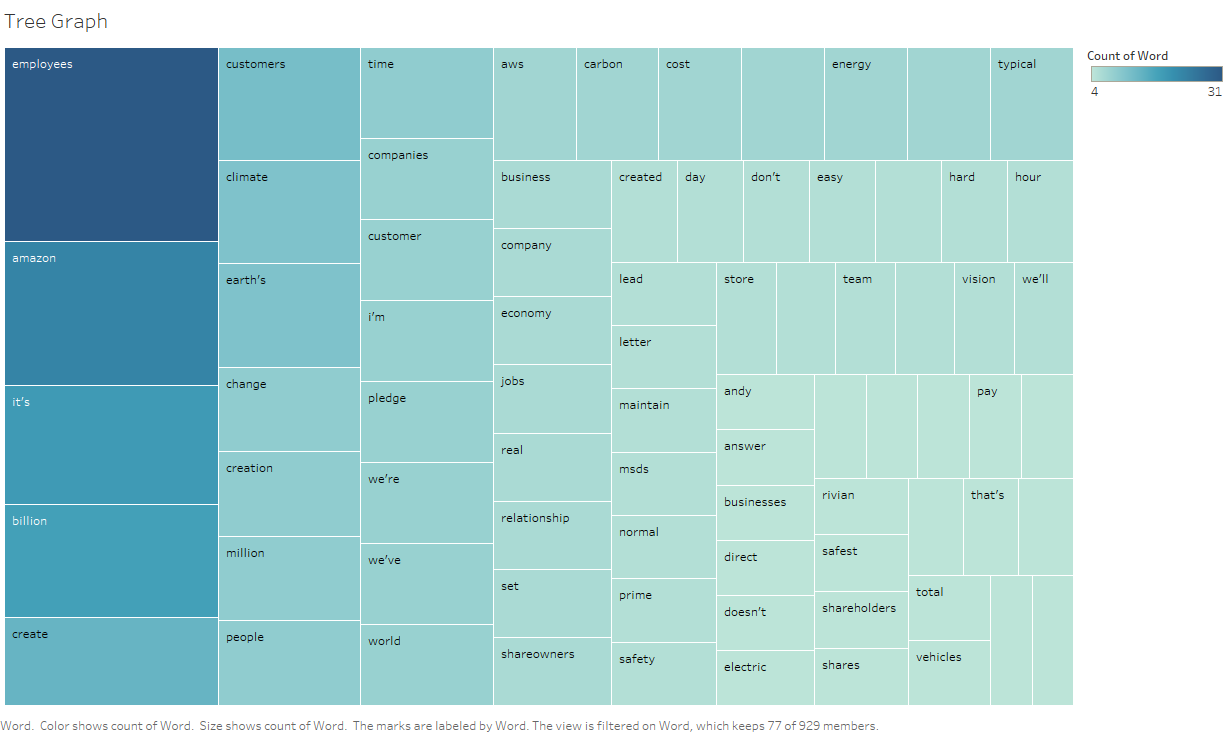 Tree Graph
employees
amazon
it's
billion
create
customers
climate
earth's
change
creation
million
people
time
companies
customer
i'm
pledge
we're
we've
world
aws
carbon
cost
energy
typical
business
company
economy
jobs
real
relationship
set
shareowners
created
day
don't
easy
hard
hour
lead
letter
maintain
msds
normal
prime
safety
store
team
vision
we'll
andy
answer
businesses
direct
doesn't
electric
pay
rivian
safest
shareholders
shares
that's
total
vehicles
Count of Word
4 31
Word. Color shows count of Word. Size shows count of Word. The marks are labeled by Word. The view is filtered on Word, which keeps 77 of 929 members.